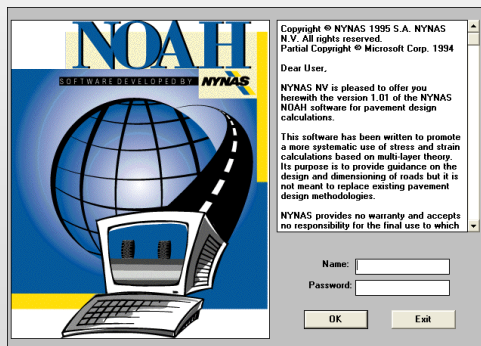 NOAH
SOFTWARE DEVELOPED BY NYNAS
Copyright © NYNAS 1995 S.A. NYNAS
N.V. All rights reserved.
Partial Copyright © Microsoft Corp. 1994
Dear User,
NYNAS NV is pleased to offer you
herewith the version 1.01 of the NYNAS
NOAH software for pavement design
calculations.
This software has been written to promote
a more systematic use of stress and strain
calculations based on multi-layer theory.
Its purpose is to provide guidance on the
design and dimensioning of roads but it is
not meant to replace existing pavement
design methodologies.
NYNAS provides no warranty and accepts
no responsibility for the final use to which
Name:
Password:
OK
Exit